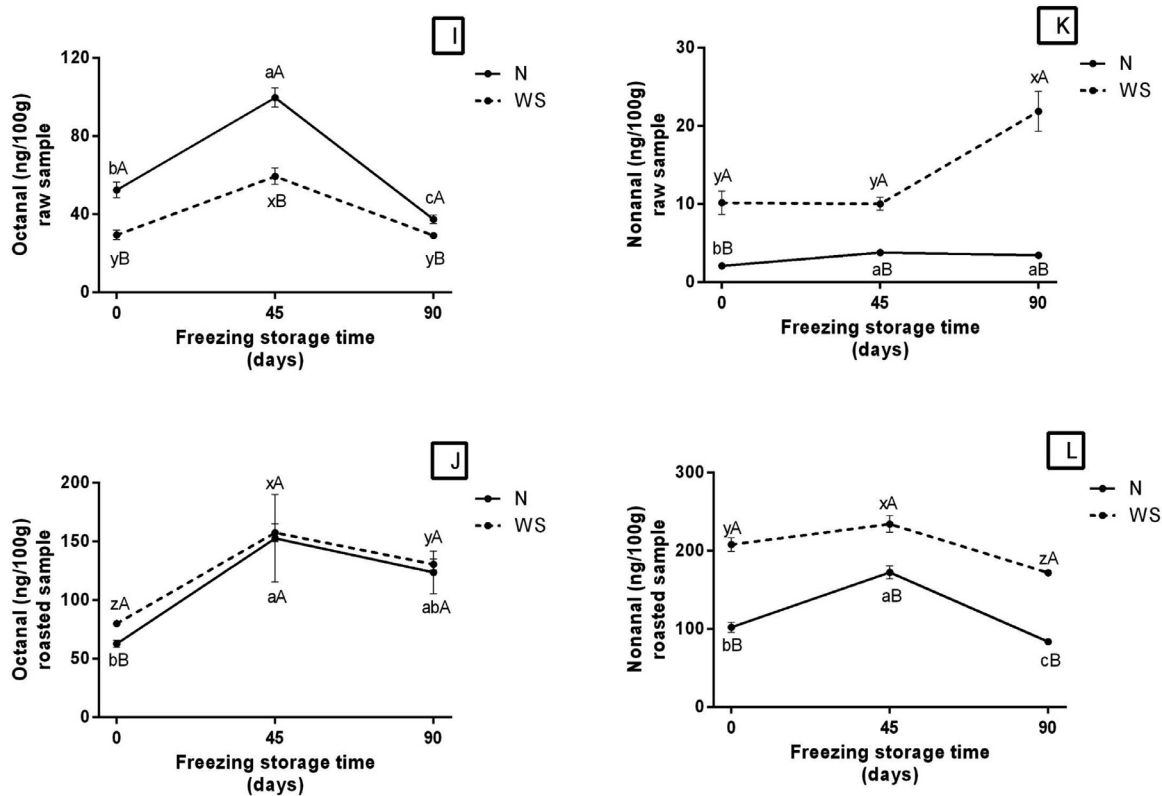 I
Octanal (ng/100g)
raw sample
120
80
40
0
bA
aA
cA
yB
xB
yB
N
WS
0 45 90
Freezing storage time
(days)
K
Nonanal (ng/100g)
raw sample
30
20
10
0
yA
yA
xA
bB
aB
aB
N
WS
0 45 90
Freezing storage time
(days)
J
Octanal (ng/100g)
roasted sample
200
150
100
50
0
zA
xA
yA
bB
aA
abA
N
WS
0 45 90
Freezing storage time
(days)
L
Nonanal (ng/100g)
roasted sample
300
200
100
0
yA
xA
zA
bB
aB
cB
N
WS
0 45 90
Freezing storage time
(days)